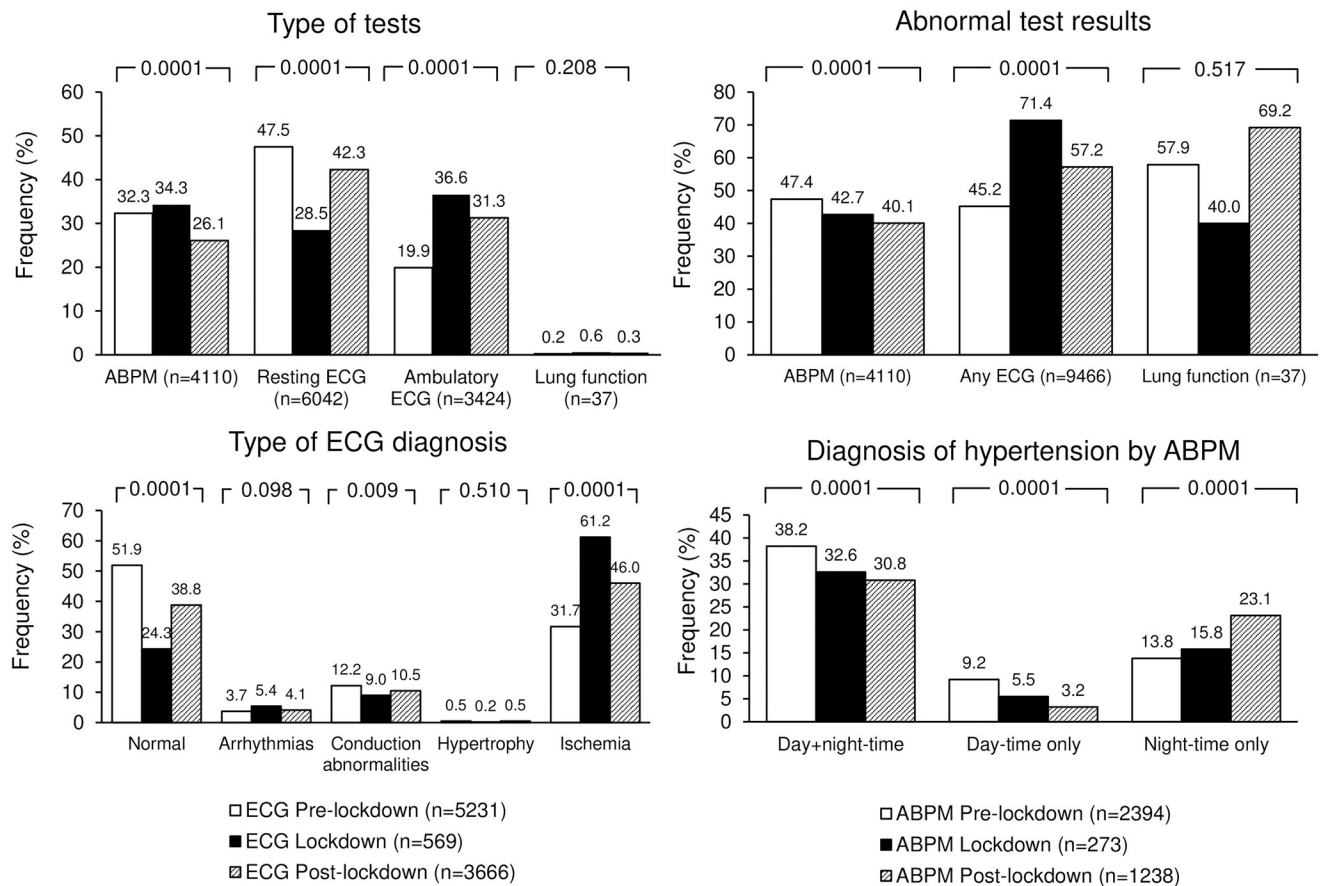 Type of tests
0.0001 0.0001 0.0001 0.208
Frequency (%)
60
50
40
30
20
10
0
32.3 34.3 26.1 47.5 28.5 42.3 19.9 36.6 31.3 0.2 0.6 0.3
ABPM (n=4110) Resting ECG Ambulatory Lung function
(n=6042) ECG (n=3424) (n=37)
Abnormal test results
0.0001 0.0001 0.517
Frequency (%)
80
70
60
50
40
30
20
10
0
47.4 42.7 40.1 45.2 71.4 57.2 57.9 40.0 69.2
ABPM (n=4110) Any ECG (n=9466) Lung function (n=37)
Type of ECG diagnosis
0.0001 0.098 0.009 0.510 0.0001
Frequency (%)
70
60
50
40
30
20
10
0
51.9 24.3 38.8 3.7 5.4 4.1 12.2 9.0 10.5 0.5 0.2 0.5 31.7 61.2 46.0
Normal Arrhythmias Conduction Hypertrophy Ischemia
abnormalities
ECG Pre-lockdown (n=5231)
ECG Lockdown (n=569)
ECG Post-lockdown (n=3666)
Diagnosis of hypertension by ABPM
0.0001 0.0001 0.0001
Frequency (%)
45
40
35
30
25
20
15
10
5
0
38.2 32.6 30.8 9.2 5.5 3.2 13.8 15.8 23.1
Day+night-time Day-time only Night-time only
ABPM Pre-lockdown (n=2394)
ABPM Lockdown (n=273)
ABPM Post-lockdown (n=1238)